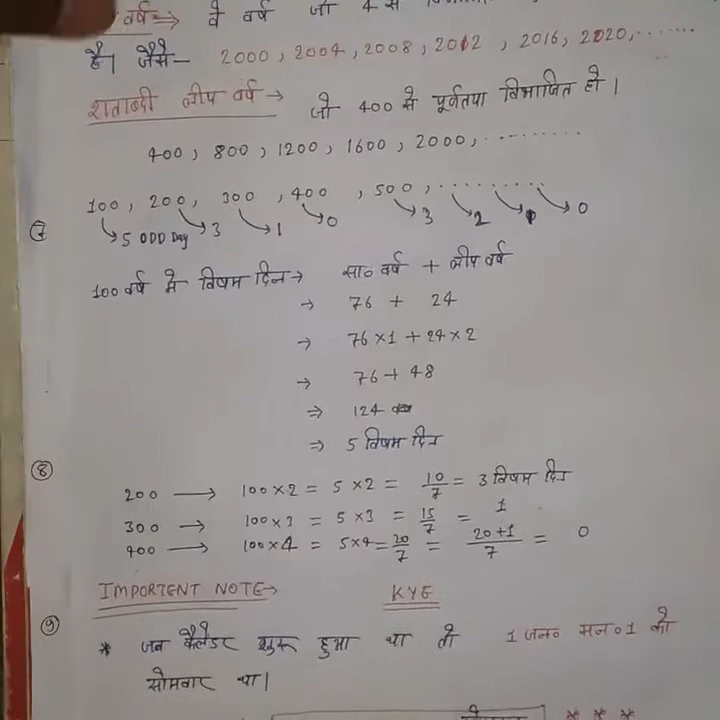 वर्ष ⇒ वे वर्ष जो 4 से
है। जैसे- 2000, 2004, 2008, 2012, 2016, 2020, ......
शताब्दी लीप वर्ष → जो 400 से पूर्णतया विभाजित हो।
400, 800, 1200, 1600, 2000, .........
100, 200, 300, 400, 500, ........
⑦ ↳ 5 ODD Day ↳ 3 ↳ 1 ↳ 0 ↳ 3 ↳ 2 ↳ ↳ 0
100 वर्ष में विषम दिन → सा० वर्ष + लीप वर्ष
→ 76 + 24
→ 76×1 + 24×2
→ 76 + 48
⇒ 124
⇒ 5 विषम दिन
⑧
200 → 100×2 = 5×2 = 10/7 = 3 विषम दिन
300 → 100×3 = 5×3 = 15/7 = 1
400 → 100×4 = 5×4 = 20/7 = 20+1/7 = 0
IMPORTENT NOTE→ KYE
⑨
* जब कैलेंडर शुरू हुआ था तो 1 जन० सन०1 को
सोमवार था।
* * *